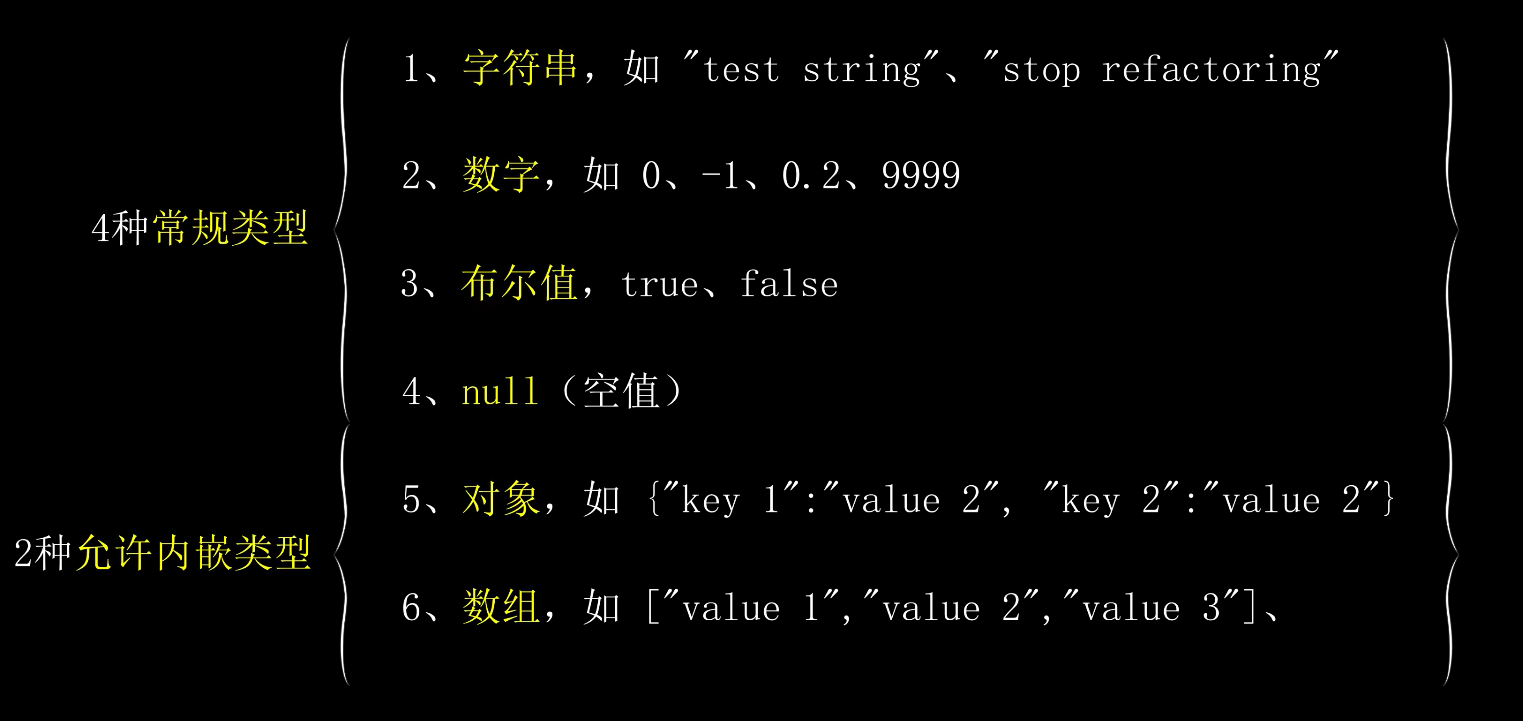 1、字符串，如 "test string"、"stop refactoring"
2、数字，如 0、-1、0.2、9999
4种常规类型
3、布尔值，true、false
4、null（空值）
5、对象，如 {"key 1":"value 2", "key 2":"value 2"}
2种允许内嵌类型
6、数组，如 ["value 1","value 2","value 3"]、